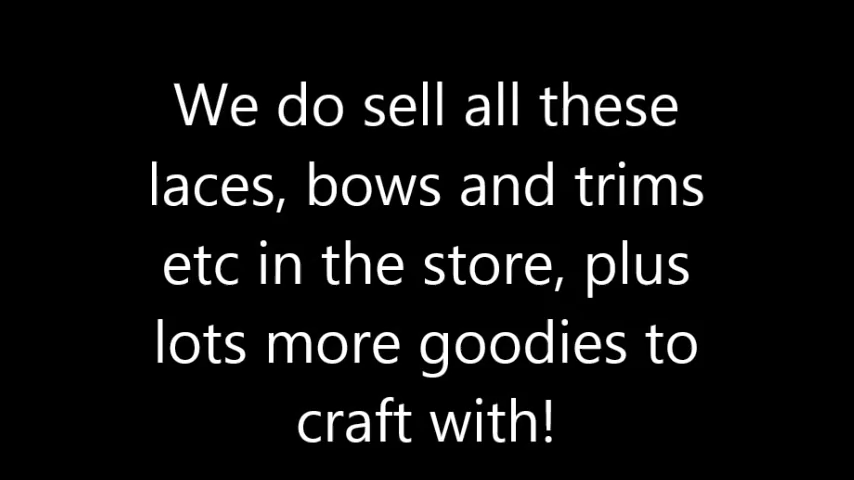 We do sell all these
laces, bows and trims
etc in the store, plus
lots more goodies to
craft with!